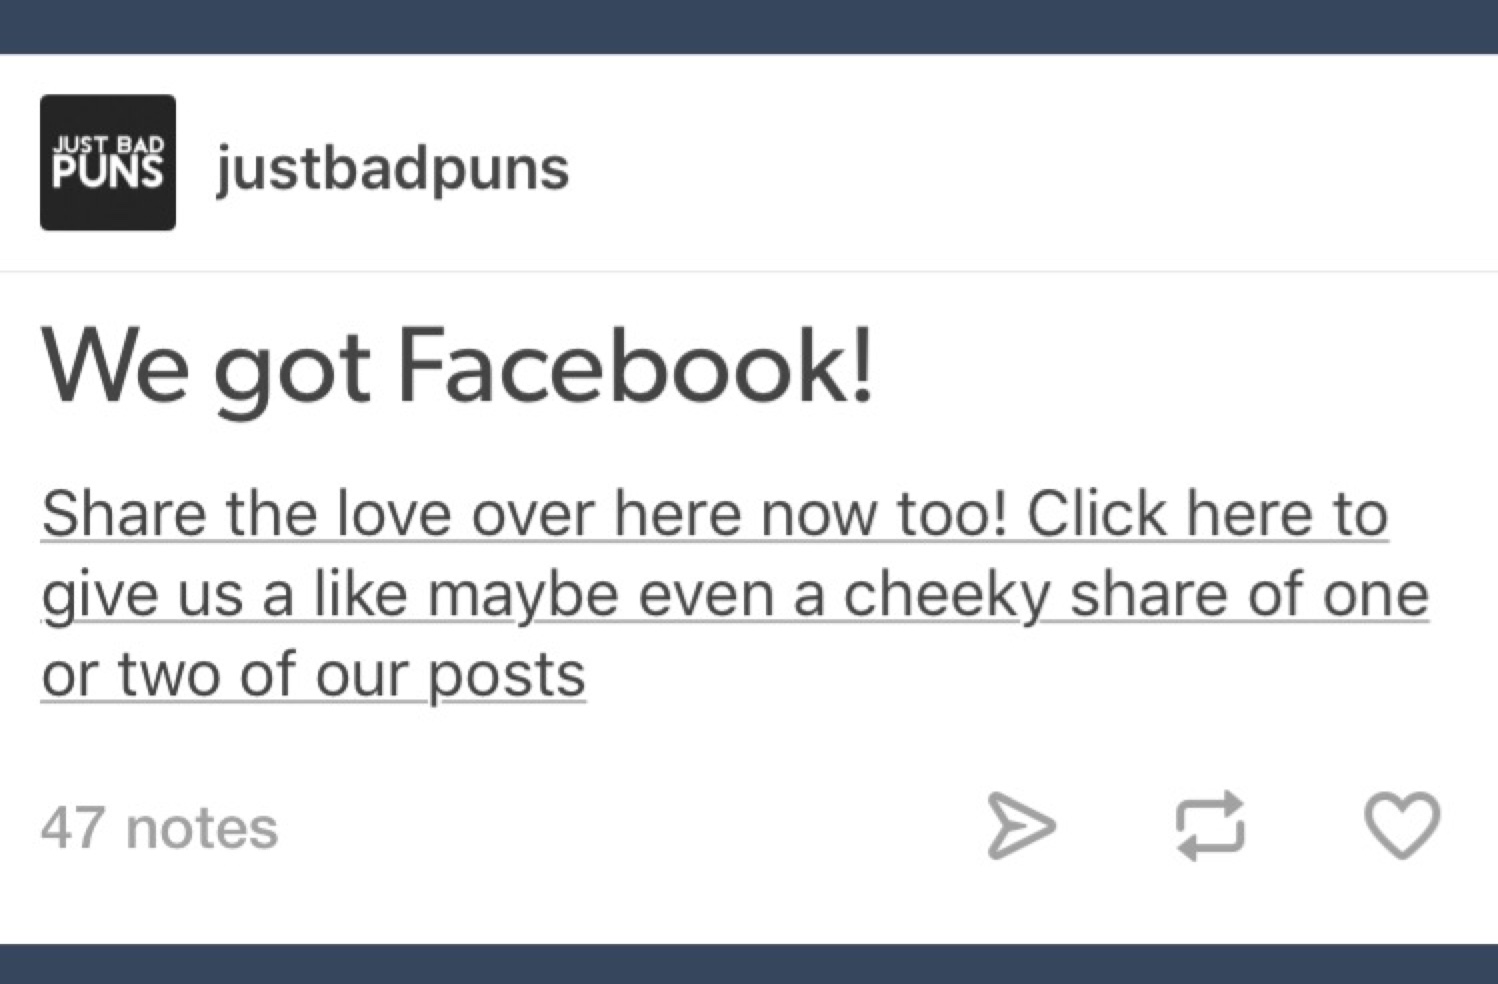 JUST BAD
PUNS
justbadpuns
We got Facebook!
Share the love over here now too! Click here to
give us a like maybe even a cheeky share of one
or two of our posts
47 notes